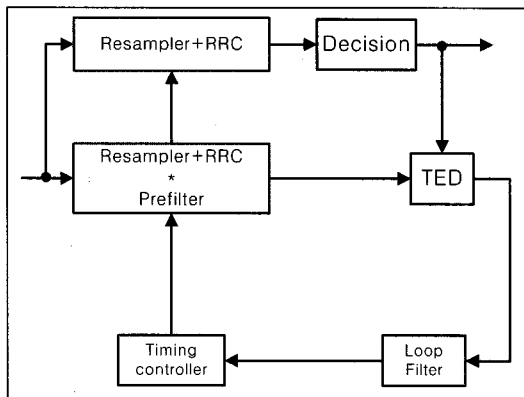 Resampler+RRC
Decision
Resampler+RRC
*
Prefilter
TED
Timing
controller
Loop
Filter